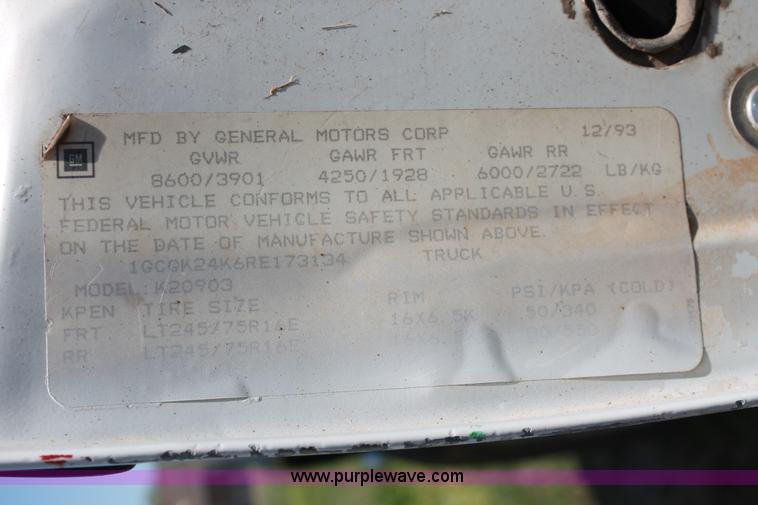 MFD BY GENERAL MOTORS CORP 12/93
GM GVWR GAWR FRT GAWR RR
8600/3901 4250/1928 6000/2722 LB/KG
THIS VEHICLE CONFORMS TO ALL APPLICABLE U.S.
FEDERAL MOTOR VEHICLE SAFETY STANDARDS IN EFFECT
ON THE DATE OF MANUFACTURE SHOWN ABOVE.
1GCGK24K6RE173134 TRUCK
MODEL: K20903
KPEN TIRE SIZE RIM PSI/KPA (COLD)
FRT LT245/75R16E 16X6.5K 50/340
RR LT245/75R16E
www.purplewave.com